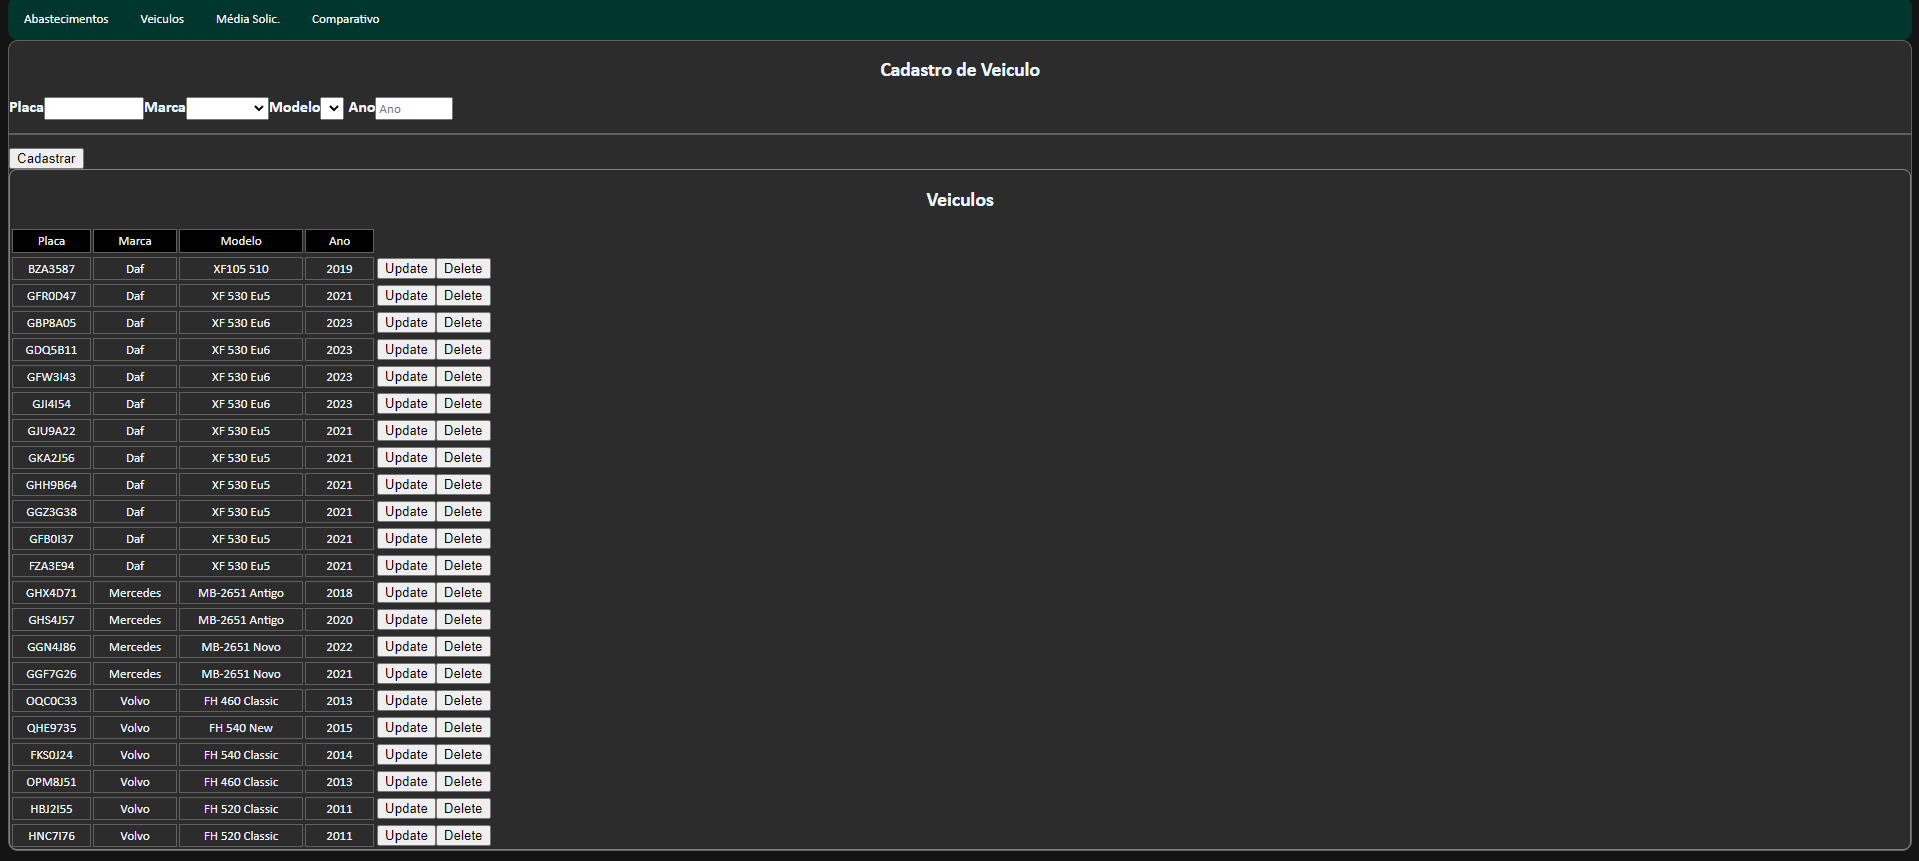 Abastecimentos Veiculos Média Solic. Comparativo
Cadastro de Veiculo
Placa Marca Modelo Ano Ano
Cadastrar
Veiculos
Placa Marca Modelo Ano
BZA3587 Daf XF105 510 2019 Update Delete
GFR0D47 Daf XF 530 Eu5 2021 Update Delete
GBP8A05 Daf XF 530 Eu6 2023 Update Delete
GDQ5B11 Daf XF 530 Eu6 2023 Update Delete
GFW3I43 Daf XF 530 Eu6 2023 Update Delete
GJI4I54 Daf XF 530 Eu6 2023 Update Delete
GJU9A22 Daf XF 530 Eu5 2021 Update Delete
GKA2J56 Daf XF 530 Eu5 2021 Update Delete
GHH9B64 Daf XF 530 Eu5 2021 Update Delete
GGZ3G38 Daf XF 530 Eu5 2021 Update Delete
GFB0I37 Daf XF 530 Eu5 2021 Update Delete
FZA3E94 Daf XF 530 Eu5 2021 Update Delete
GHX4D71 Mercedes MB-2651 Antigo 2018 Update Delete
GHS4J57 Mercedes MB-2651 Antigo 2020 Update Delete
GGN4J86 Mercedes MB-2651 Novo 2022 Update Delete
GGF7G26 Mercedes MB-2651 Novo 2021 Update Delete
OQC0C33 Volvo FH 460 Classic 2013 Update Delete
QHE9735 Volvo FH 540 New 2015 Update Delete
FKS0J24 Volvo FH 540 Classic 2014 Update Delete
OPM8J51 Volvo FH 460 Classic 2013 Update Delete
HBJ2I55 Volvo FH 520 Classic 2011 Update Delete
HNC7I76 Volvo FH 520 Classic 2011 Update Delete